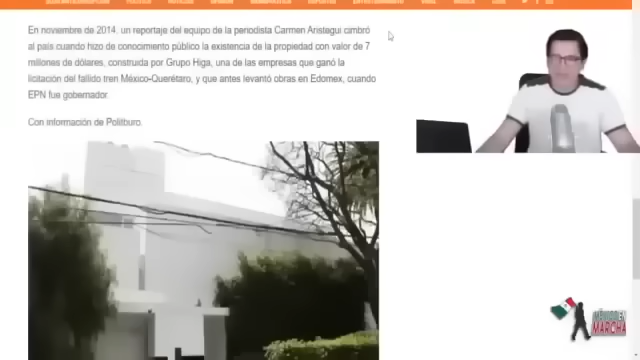 En noviembre de 2014, un reportaje del equipo de la periodista Carmen Aristegui cimbró
al país cuando hizo de conocimiento público la existencia de la propiedad con valor de 7
millones de dólares, construida por Grupo Higa, una de las empresas que ganó la
licitación del fallido tren México-Querétaro, y que antes levantó obras en Edomex, cuando
EPN fue gobernador.
Con información de Politburo.
MÉXICO EN
MARCHA